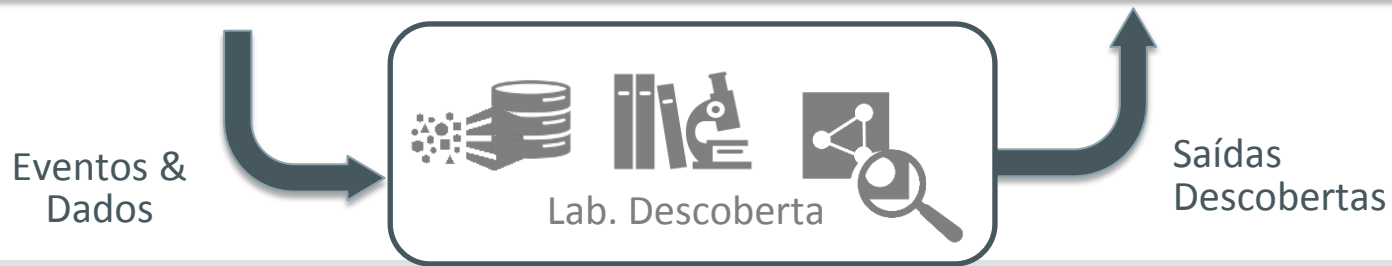 Eventos &
Dados
Lab. Descoberta
Saídas
Descobertas